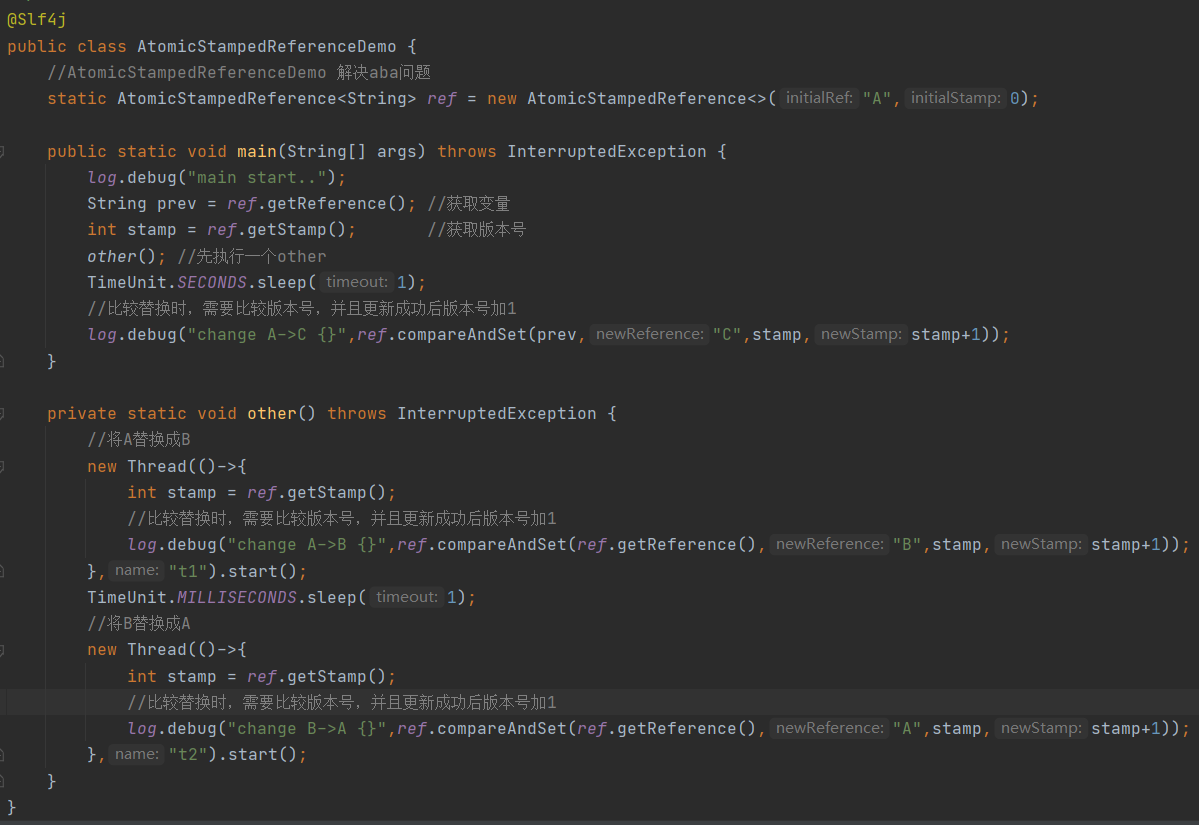 @Slf4j
public class AtomicStampedReferenceDemo {
//AtomicStampedReferenceDemo 解决aba问题
static AtomicStampedReference<String> ref = new AtomicStampedReference<>( initialRef: "A", initialStamp: 0);
public static void main(String[] args) throws InterruptedException {
log.debug("main start..");
String prev = ref.getReference(); //获取变量
int stamp = ref.getStamp(); //获取版本号
other(); //先执行一个other
TimeUnit.SECONDS.sleep( timeout: 1);
//比较替换时，需要比较版本号，并且更新成功后版本号加1
log.debug("change A->C {}",ref.compareAndSet(prev, newReference: "C",stamp, newStamp: stamp+1));
}
private static void other() throws InterruptedException {
//将A替换成B
new Thread(()->{
int stamp = ref.getStamp();
//比较替换时，需要比较版本号，并且更新成功后版本号加1
log.debug("change A->B {}",ref.compareAndSet(ref.getReference(), newReference: "B",stamp, newStamp: stamp+1));
}, name: "t1").start();
TimeUnit.MILLISECONDS.sleep( timeout: 1);
//将B替换成A
new Thread(()->{
int stamp = ref.getStamp();
//比较替换时，需要比较版本号，并且更新成功后版本号加1
log.debug("change B->A {}",ref.compareAndSet(ref.getReference(), newReference: "A",stamp, newStamp: stamp+1));
}, name: "t2").start();
}
}